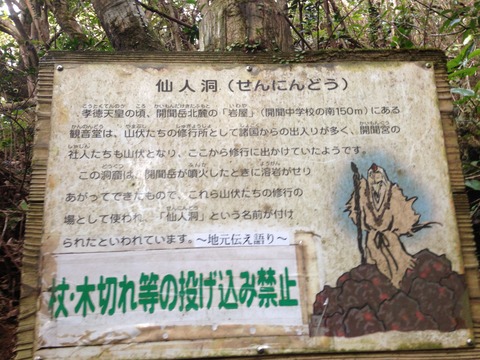 仙人洞(せんにんどう)
孝徳天皇の頃、開聞岳北麓の「岩屋」(開聞中学校の南150m)にある
観音堂は、山伏たちの修行所として諸国からの出入りが多く、開聞宮の
社人たちも山伏となり、ここから修行に出かけていたようです。
この洞窟は、開聞岳が噴火したときに溶岩がせり
あがってできたもので、これら山伏たちの修行の
場として使われ、「仙人洞」という名前が付け
られたといわれています。～地元伝え語り～
杖・木切れ等の投げ込み禁止